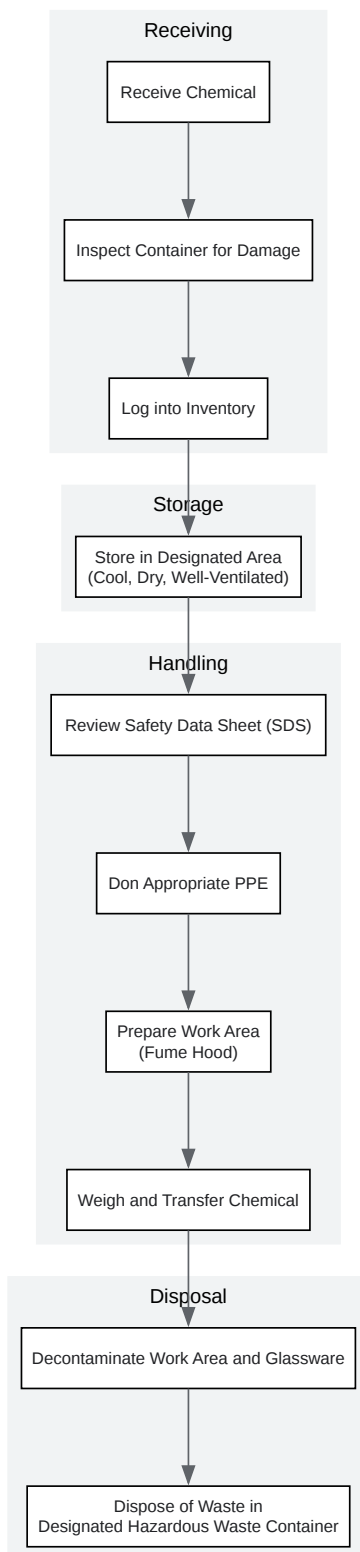 Receiving
Receive Chemical
Inspect Container for Damage
Log into Inventory
Storage
Store in Designated Area
(Cool, Dry, Well-Ventilated)
Handling
Review Safety Data Sheet (SDS)
Don Appropriate PPE
Prepare Work Area
(Fume Hood)
Weigh and Transfer Chemical
Disposal
Decontaminate Work Area and Glassware
Dispose of Waste in
Designated Hazardous Waste Container